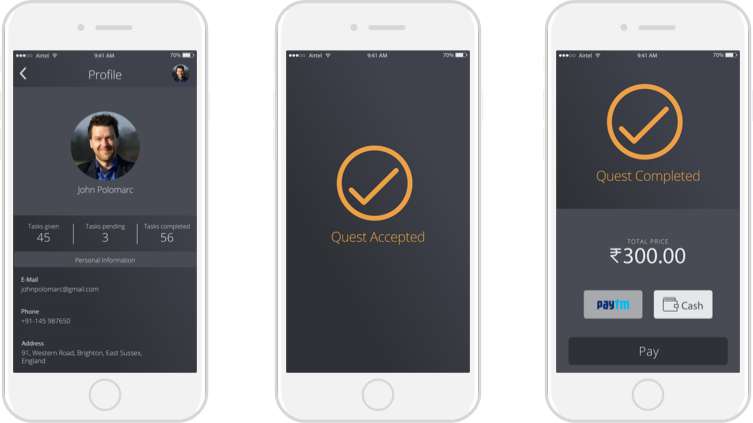 Airtel 9:41 AM 70%
Profile
John Polomarc
Tasks given Tasks pending Tasks completed
45 3 56
Personal Information
E-Mail
johnpolomarc@gmail.com
Phone
+91-145 987650
Address
91, Western Road, Brighton, East Sussex,
England
Airtel 9:41 AM 70%
Quest Accepted
Airtel 9:41 AM 70%
Quest Completed
TOTAL PRICE
₹300.00
paytm Cash
Pay